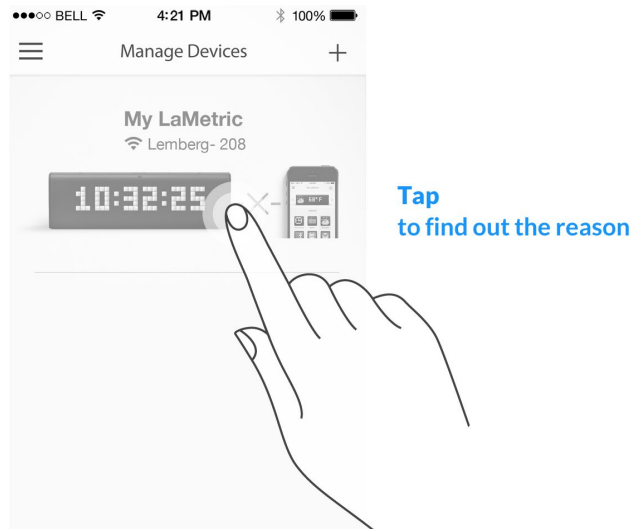 BELL 4:21 PM 100%
Manage Devices
My LaMetric
Lemberg- 208
10:32:25
68°F
Tap
to find out the reason